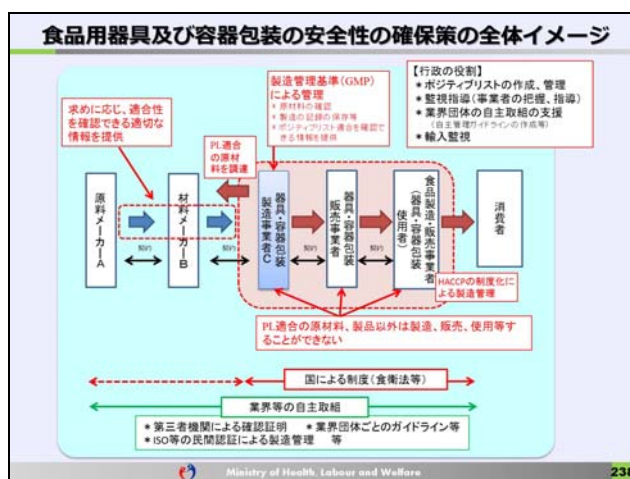 食品用器具及び容器包装の安全性の確保策の全体イメージ
製造管理基準(GMP)
による管理
* 原材料の確認
* 製造の記録の保存等
* ポジティブリスト適合を確認で
きる情報を提供
【行政の役割】
*ポジティブリストの作成、管理
*監視指導(事業者の把握、指導)
*業界団体の自主取組の支援
(自主管理ガイドラインの作成等)
*輸入監視
求めに応じ、適合性
を確認できる適切な
情報を提供
PL適合
の原材
料を調達
原料メーカーA
契約
材料メーカーB
契約
器具・容器包装
製造事業者C
契約
器具・容器包装
販売事業者
契約
食品製造・販売事業者
(器具・容器包装
使用者)
消費者
HACCPの制度化に
よる製造管理
PL適合の原材料、製品以外は製造、販売、使用等す
ることができない
国による制度(食衛法等)
業界等の自主取組
* 第三者機関による確認証明 * 業界団体ごとのガイドライン等
* ISO等の民間認証による製造管理 等
Ministry of Health, Labour and Welfare
238